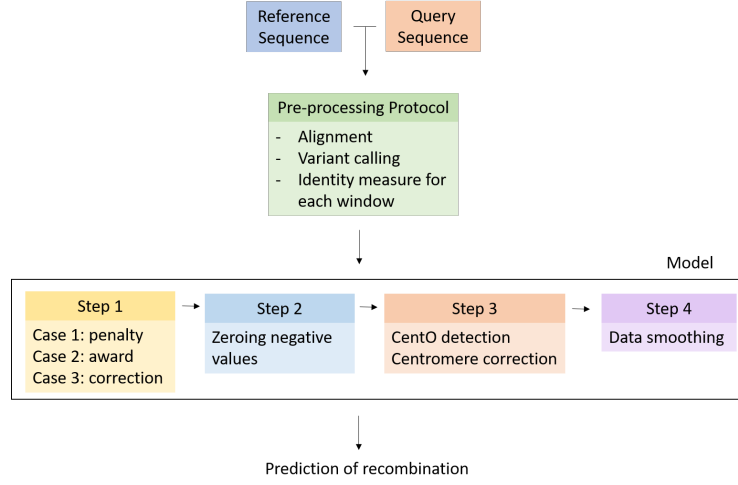 Reference
Sequence
Query
Sequence
Pre-processing Protocol
- Alignment
- Variant calling
- Identity measure for
each window
Model
Step 1
Case 1: penalty
Case 2: award
Case 3: correction
Step 2
Zeroing negative
values
Step 3
CentO detection
Centromere correction
Step 4
Data smoothing
Prediction of recombination